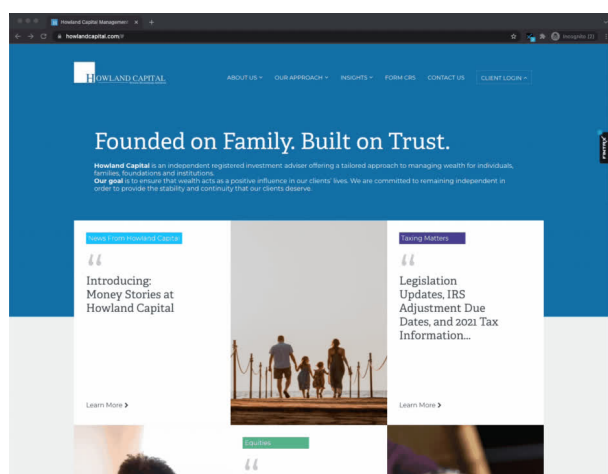 Howland Capital Management
howlandcapital.com/#
Incognito (3)
HOWLAND CAPITAL
ABOUT US
OUR APPROACH
INSIGHTS
FORM CRS
CONTACT US
CLIENT LOGIN
Founded on Family. Built on Trust.
Howland Capital is an independent registered investment adviser offering a tailored approach to managing wealth for individuals,
families, foundations and institutions.
Our goal is to ensure that wealth acts as a positive influence in our clients' lives. We are committed to remaining independent in
order to provide the stability and continuity that our clients deserve.
News From Howland Capital
“
Introducing:
Money Stories at
Howland Capital
Learn More
Taxing Matters
“
Legislation
Updates, IRS
Adjustment Due
Dates, and 2021 Tax
Information...
Learn More
Equities
“